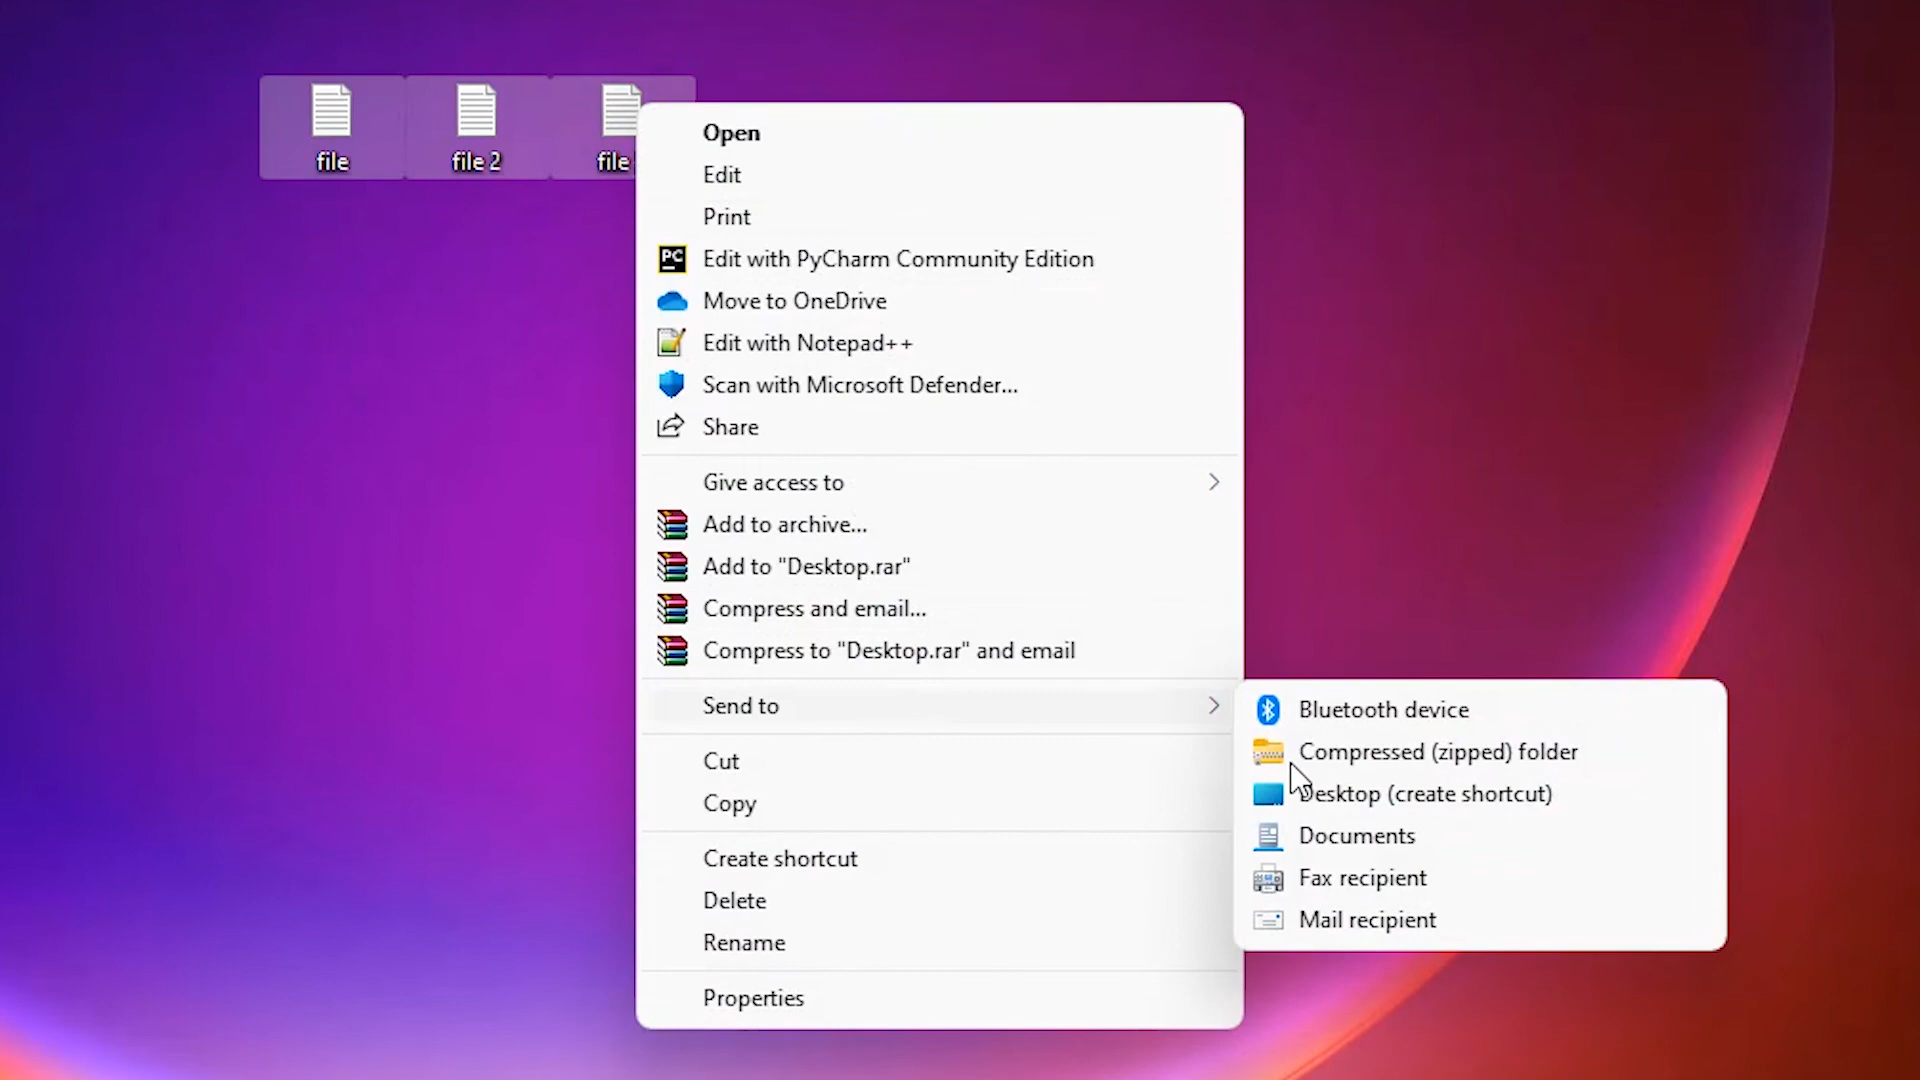 file
file 2
file
Open
Edit
Print
PC
Edit with PyCharm Community Edition
Move to OneDrive
Edit with Notepad++
Scan with Microsoft Defender...
Share
Give access to
Add to archive...
Add to "Desktop.rar"
Compress and email...
Compress to "Desktop.rar" and email
Send to
Cut
Copy
Create shortcut
Delete
Rename
Properties
Bluetooth device
Compressed (zipped) folder
Desktop (create shortcut)
Documents
Fax recipient
Mail recipient